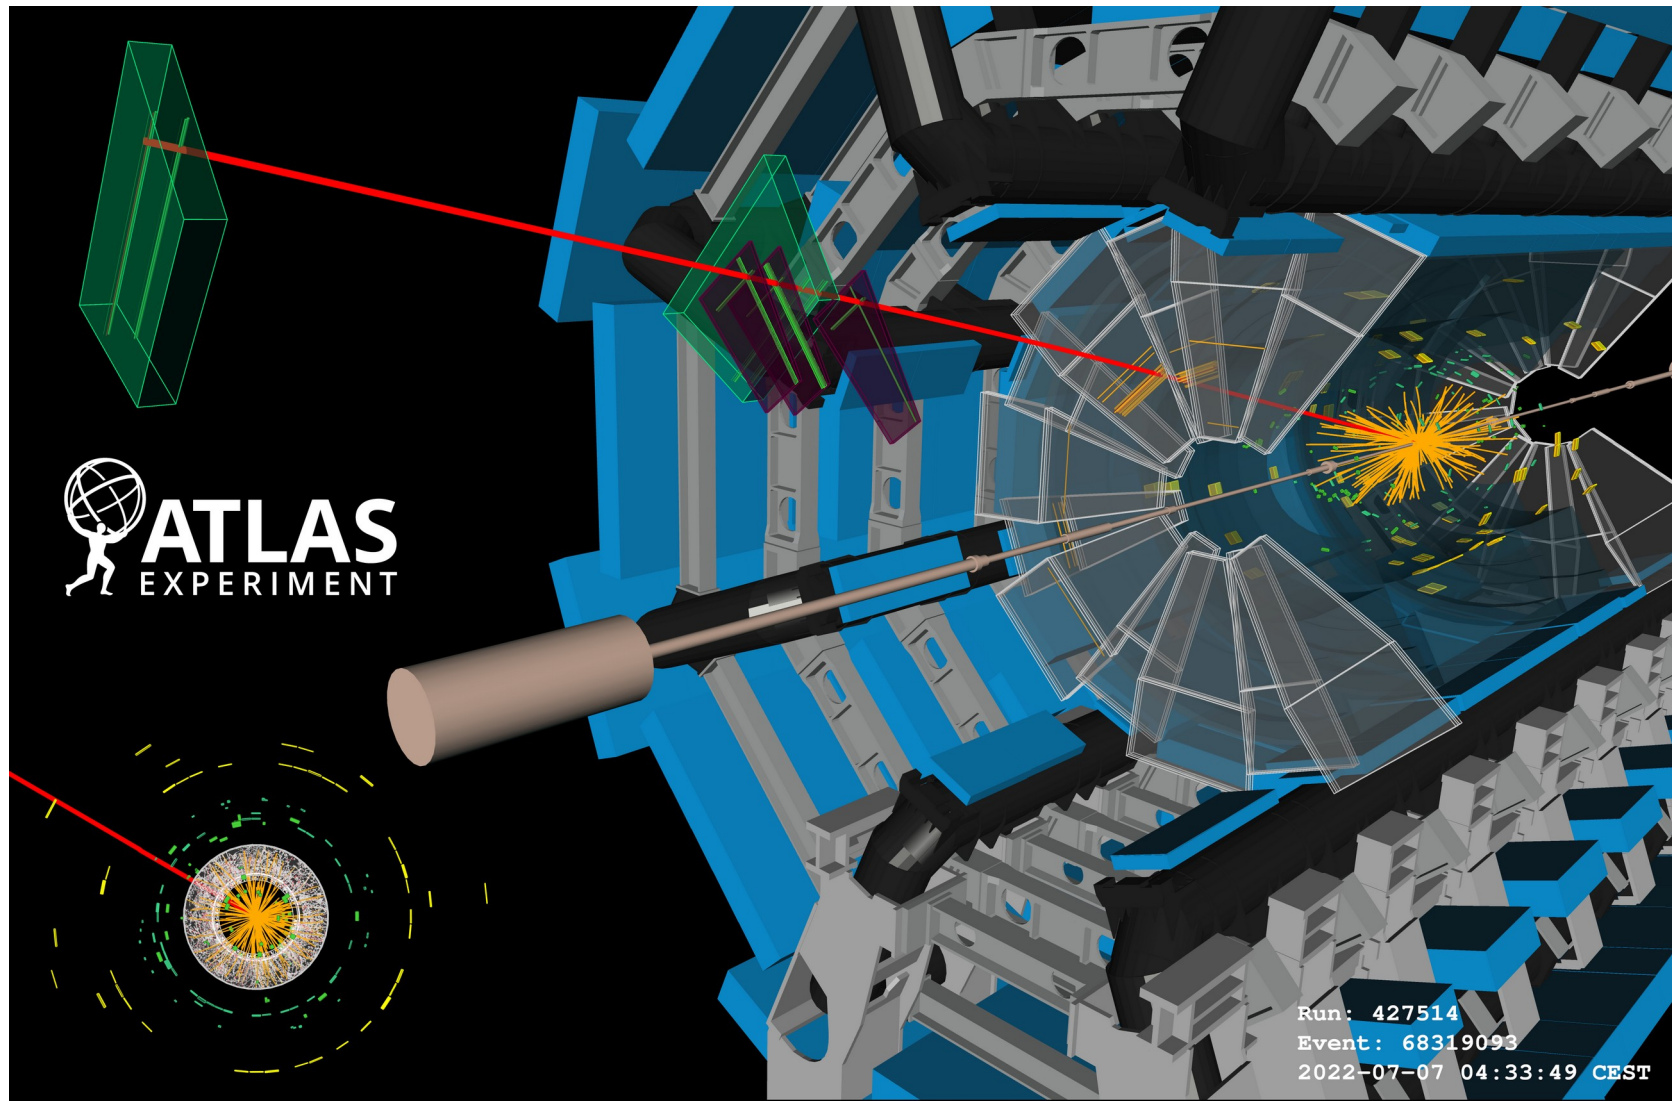 ATLAS
EXPERIMENT
Run: 427514
Event: 68319093
2022-07-07 04:33:49 CEST